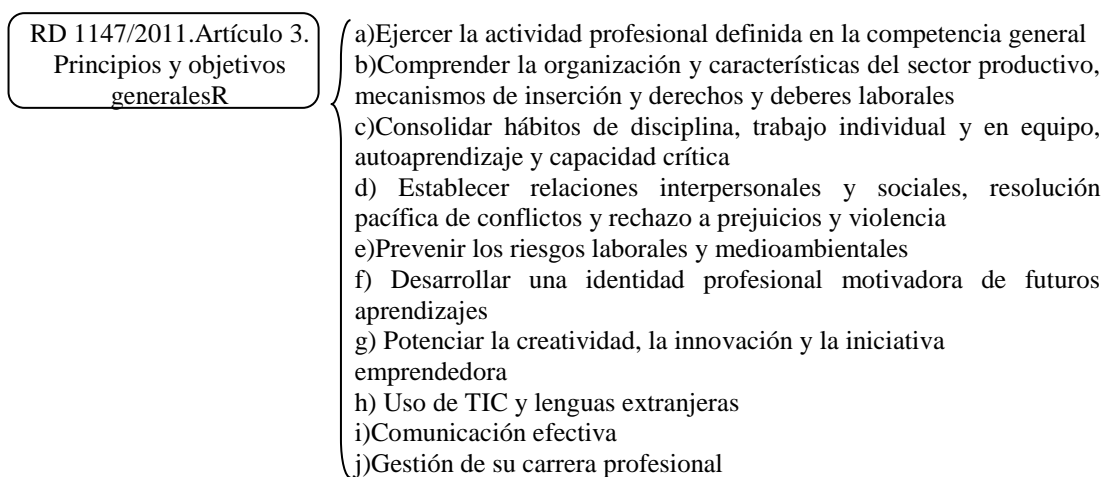 RD 1147/2011.Artículo 3.
Principios y objetivos
generalesR
a)Ejercer la actividad profesional definida en la competencia general
b)Comprender la organización y características del sector productivo,
mecanismos de inserción y derechos y deberes laborales
c)Consolidar hábitos de disciplina, trabajo individual y en equipo,
autoaprendizaje y capacidad crítica
d) Establecer relaciones interpersonales y sociales, resolución
pacífica de conflictos y rechazo a prejuicios y violencia
e)Prevenir los riesgos laborales y medioambientales
f) Desarrollar una identidad profesional motivadora de futuros
aprendizajes
g) Potenciar la creatividad, la innovación y la iniciativa
emprendedora
h) Uso de TIC y lenguas extranjeras
i)Comunicación efectiva
j)Gestión de su carrera profesional